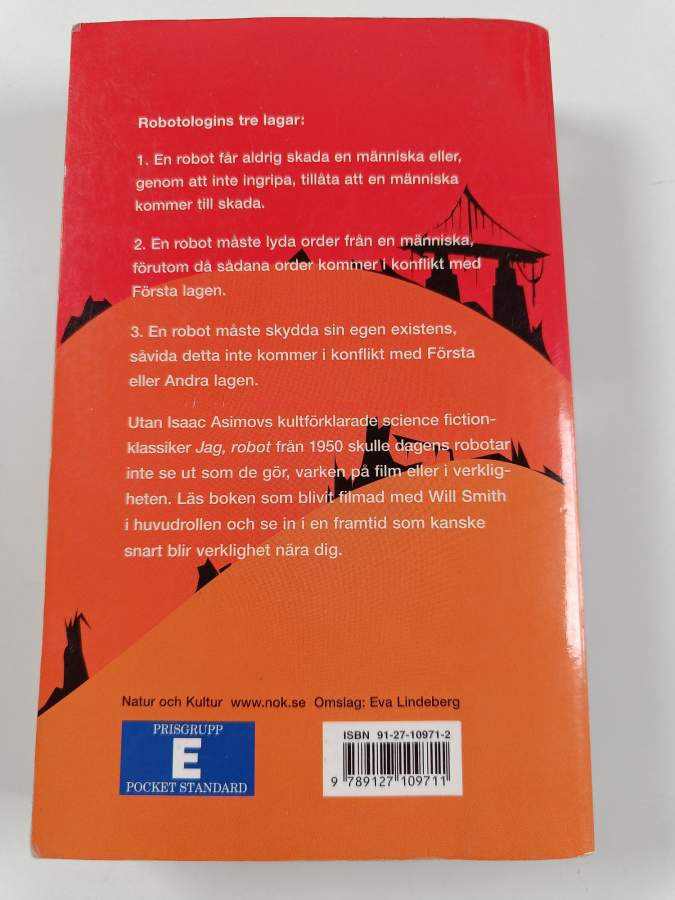 Robotologins tre lagar:
1. En robot får aldrig skada en människa eller,
genom att inte ingripa, tillåta att en människa
kommer till skada.
2. En robot måste lyda order från en människa,
förutom då sådana order kommer i konflikt med
Första lagen.
3. En robot måste skydda sin egen existens,
såvida detta inte kommer i konflikt med Första
eller Andra lagen.
Utan Isaac Asimovs kultförklarade science fiction-
klassiker Jag, robot från 1950 skulle dagens robotar
inte se ut som de gör, varken på film eller i verklig-
heten. Läs boken som blivit filmad med Will Smith
i huvudrollen och se in i en framtid som kanske
snart blir verklighet nära dig.
Natur och Kultur www.nok.se Omslag: Eva Lindeberg
PRISGRUPP
E
POCKET STANDARD
ISBN 91-27-10971-2
9 789127 109711